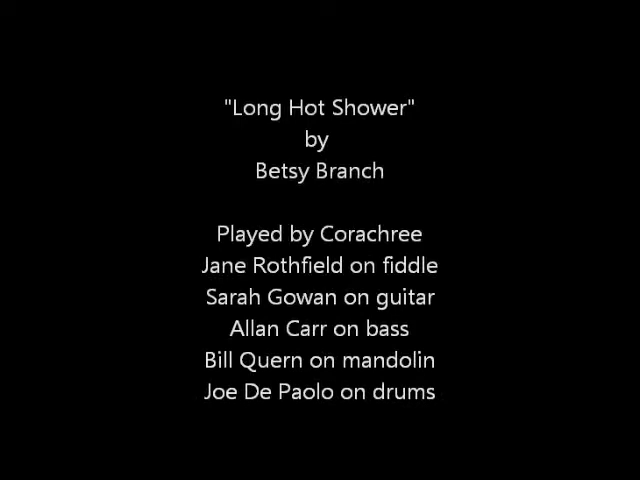 "Long Hot Shower"
by
Betsy Branch
Played by Corachree
Jane Rothfield on fiddle
Sarah Gowan on guitar
Allan Carr on bass
Bill Quern on mandolin
Joe De Paolo on drums